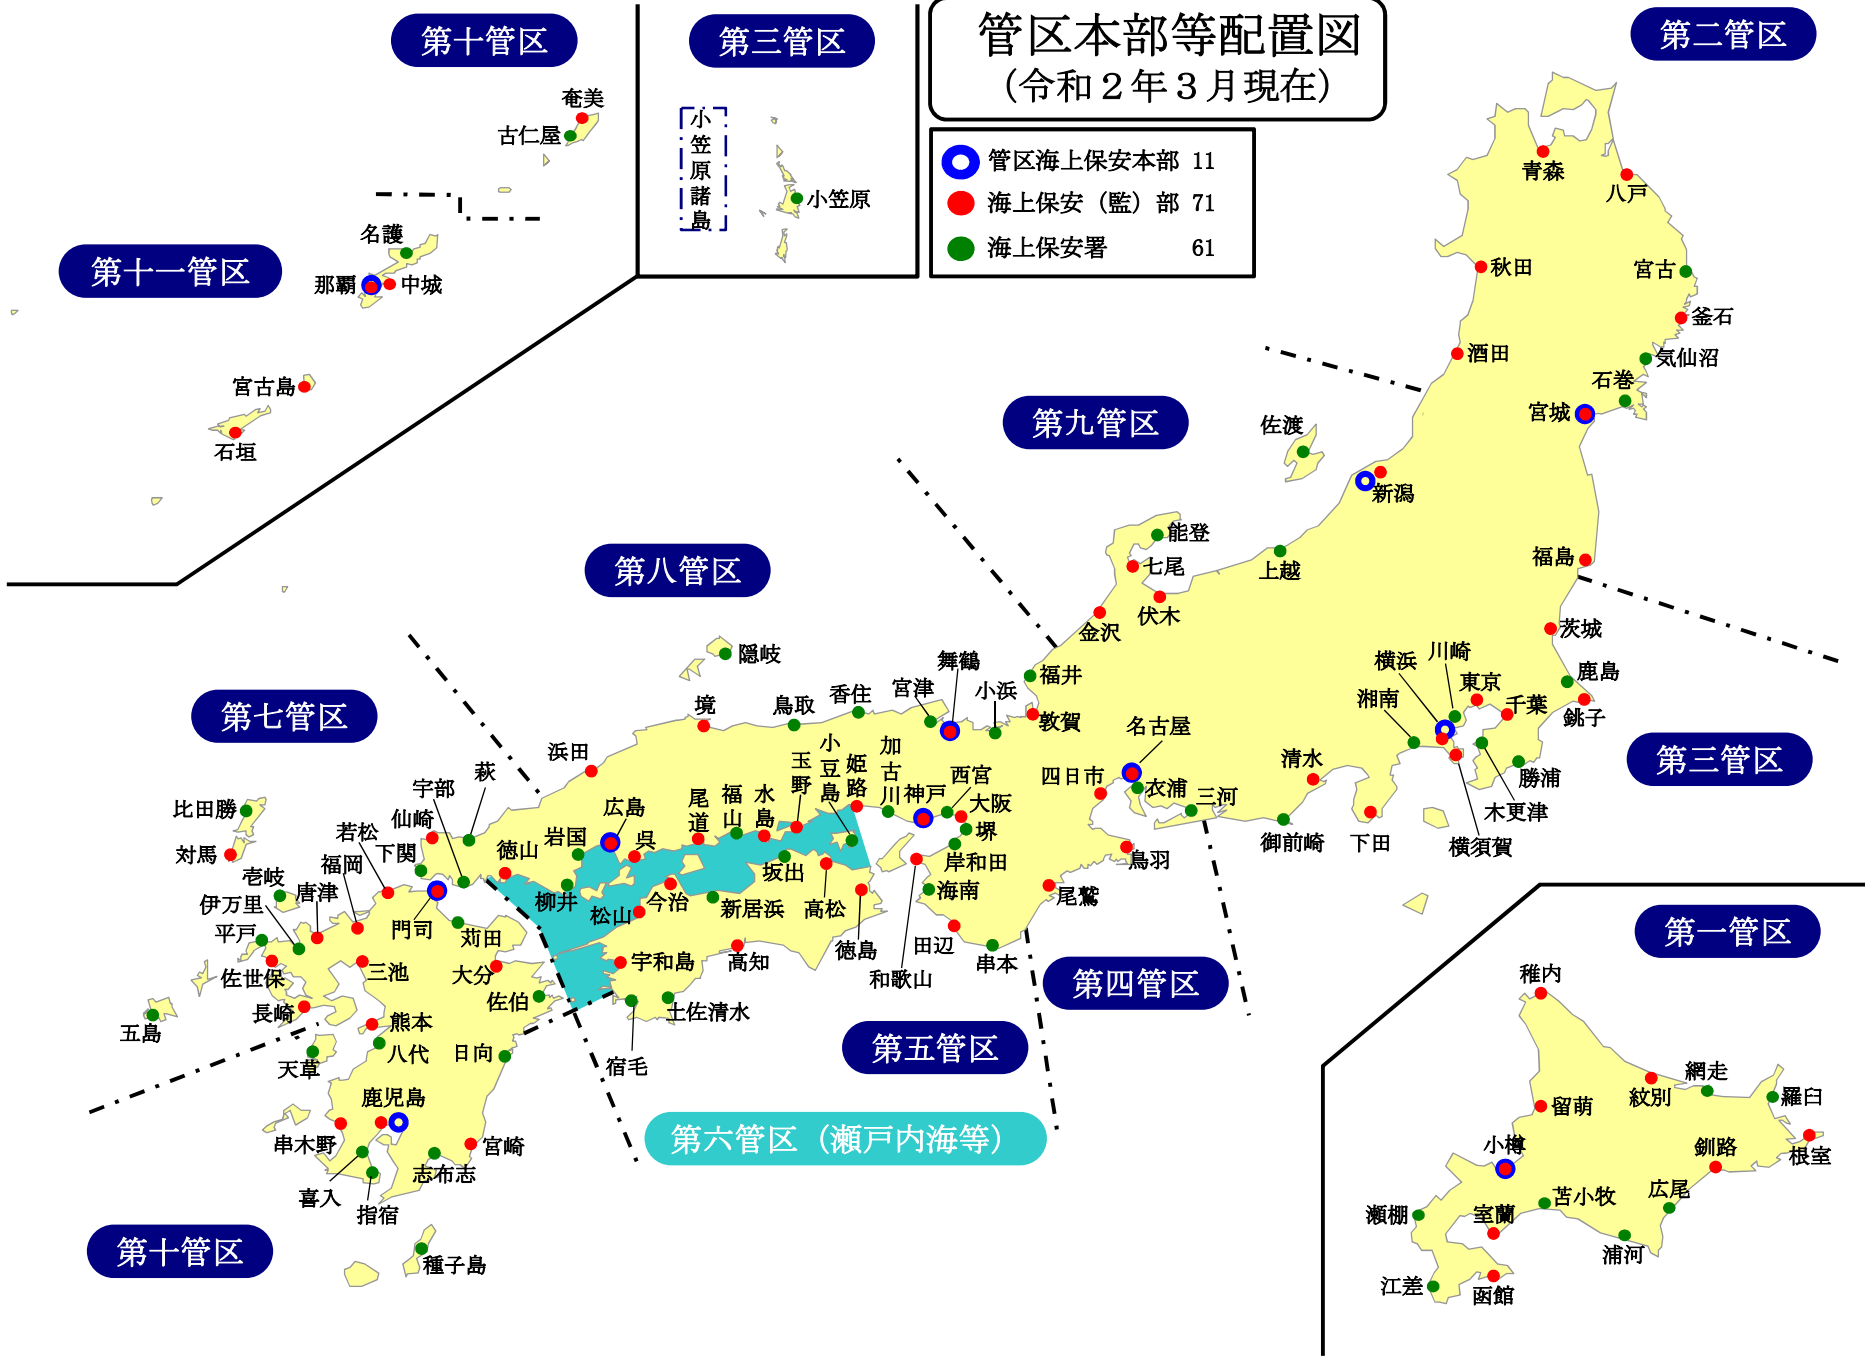 管区本部等配置図
（令和２年３月現在）
管区海上保安本部 11
海上保安（監）部 71
海上保安署 61
第十管区
奄美
古仁屋
第三管区
小笠原諸島
小笠原
第十一管区
名護
那覇
中城
宮古島
石垣
第二管区
青森
八戸
秋田
宮古
釜石
酒田
気仙沼
石巻
宮城
福島
第九管区
佐渡
新潟
能登
七尾
上越
伏木
金沢
第八管区
隠岐
舞鶴
福井
小浜
宮津
香住
鳥取
境
敦賀
浜田
第三管区
茨城
鹿島
川崎
横浜
東京
湘南
千葉
銚子
勝浦
木更津
横須賀
清水
下田
御前崎
第四管区
名古屋
四日市
衣浦
三河
鳥羽
尾鷲
第五管区
小豆島
姫路
加古川
神戸
西宮
大阪
堺
岸和田
海南
田辺
和歌山
串本
徳島
高知
土佐清水
宿毛
第六管区（瀬戸内海等）
玉野
水島
福山
尾道
広島
呉
岩国
徳山
柳井
松山
今治
新居浜
坂出
高松
宇和島
第七管区
萩
宇部
仙崎
下関
若松
福岡
比田勝
対馬
壱岐
唐津
伊万里
平戸
佐世保
長崎
五島
門司
苅田
三池
大分
佐伯
第十管区
熊本
八代
天草
日向
鹿児島
串木野
宮崎
志布志
喜入
指宿
種子島
第一管区
稚内
網走
紋別
羅臼
留萌
小樽
釧路
根室
広尾
苫小牧
室蘭
瀬棚
浦河
江差
函館